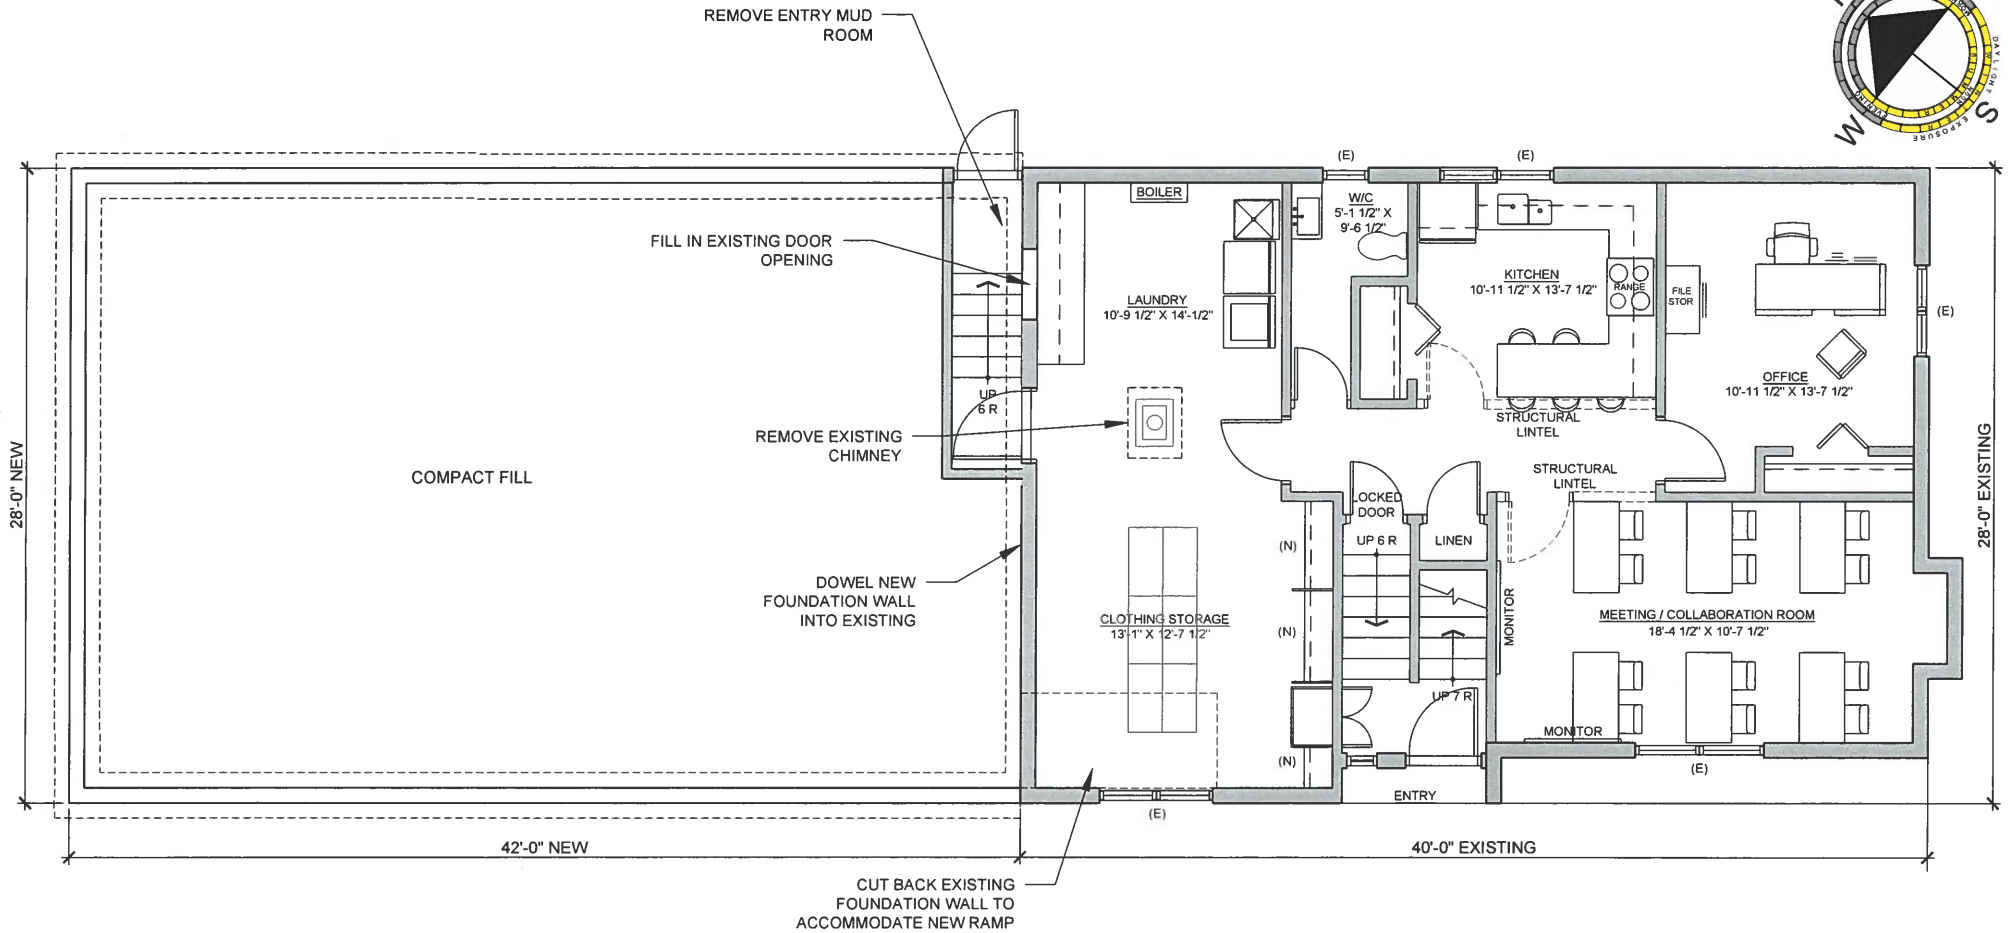 REMOVE ENTRY MUD
ROOM
W
S
DAYLIGHT
EXPOSURE
EVENING
(E)
(E)
BOILER
W/C
5'-1 1/2" X
9'-6 1/2"
FILL IN EXISTING DOOR
OPENING
KITCHEN
10'-11 1/2" X 13'-7 1/2"
RANGE
FILE
STOR
LAUNDRY
10'-9 1/2" X 14'-1/2"
(E)
OFFICE
10'-11 1/2" X 13'-7 1/2"
UP
6 R
STRUCTURAL
LINTEL
REMOVE EXISTING
CHIMNEY
COMPACT FILL
STRUCTURAL
LINTEL
28'-0" NEW
28'-0" EXISTING
LOCKED
DOOR
UP 6 R
LINEN
(N)
DOWEL NEW
FOUNDATION WALL
INTO EXISTING
CLOTHING STORAGE
13'-1" X 12'-7 1/2"
(N)
MONITOR
MEETING / COLLABORATION ROOM
18'-4 1/2" X 10'-7 1/2"
UP 7 R
MONITOR
(N)
(E)
ENTRY
(E)
42'-0" NEW
40'-0" EXISTING
CUT BACK EXISTING
FOUNDATION WALL TO
ACCOMMODATE NEW RAMP